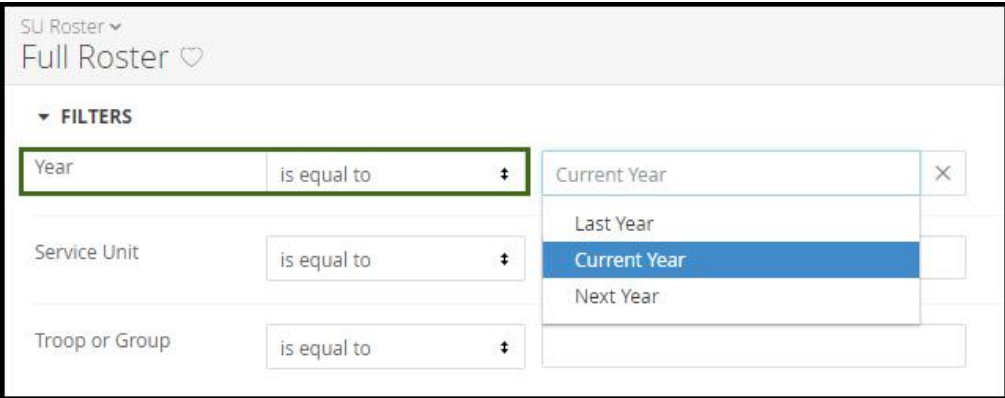 SU Roster
Full Roster
FILTERS
Year is equal to Current Year
Last Year
Service Unit is equal to Current Year
Next Year
Troop or Group is equal to